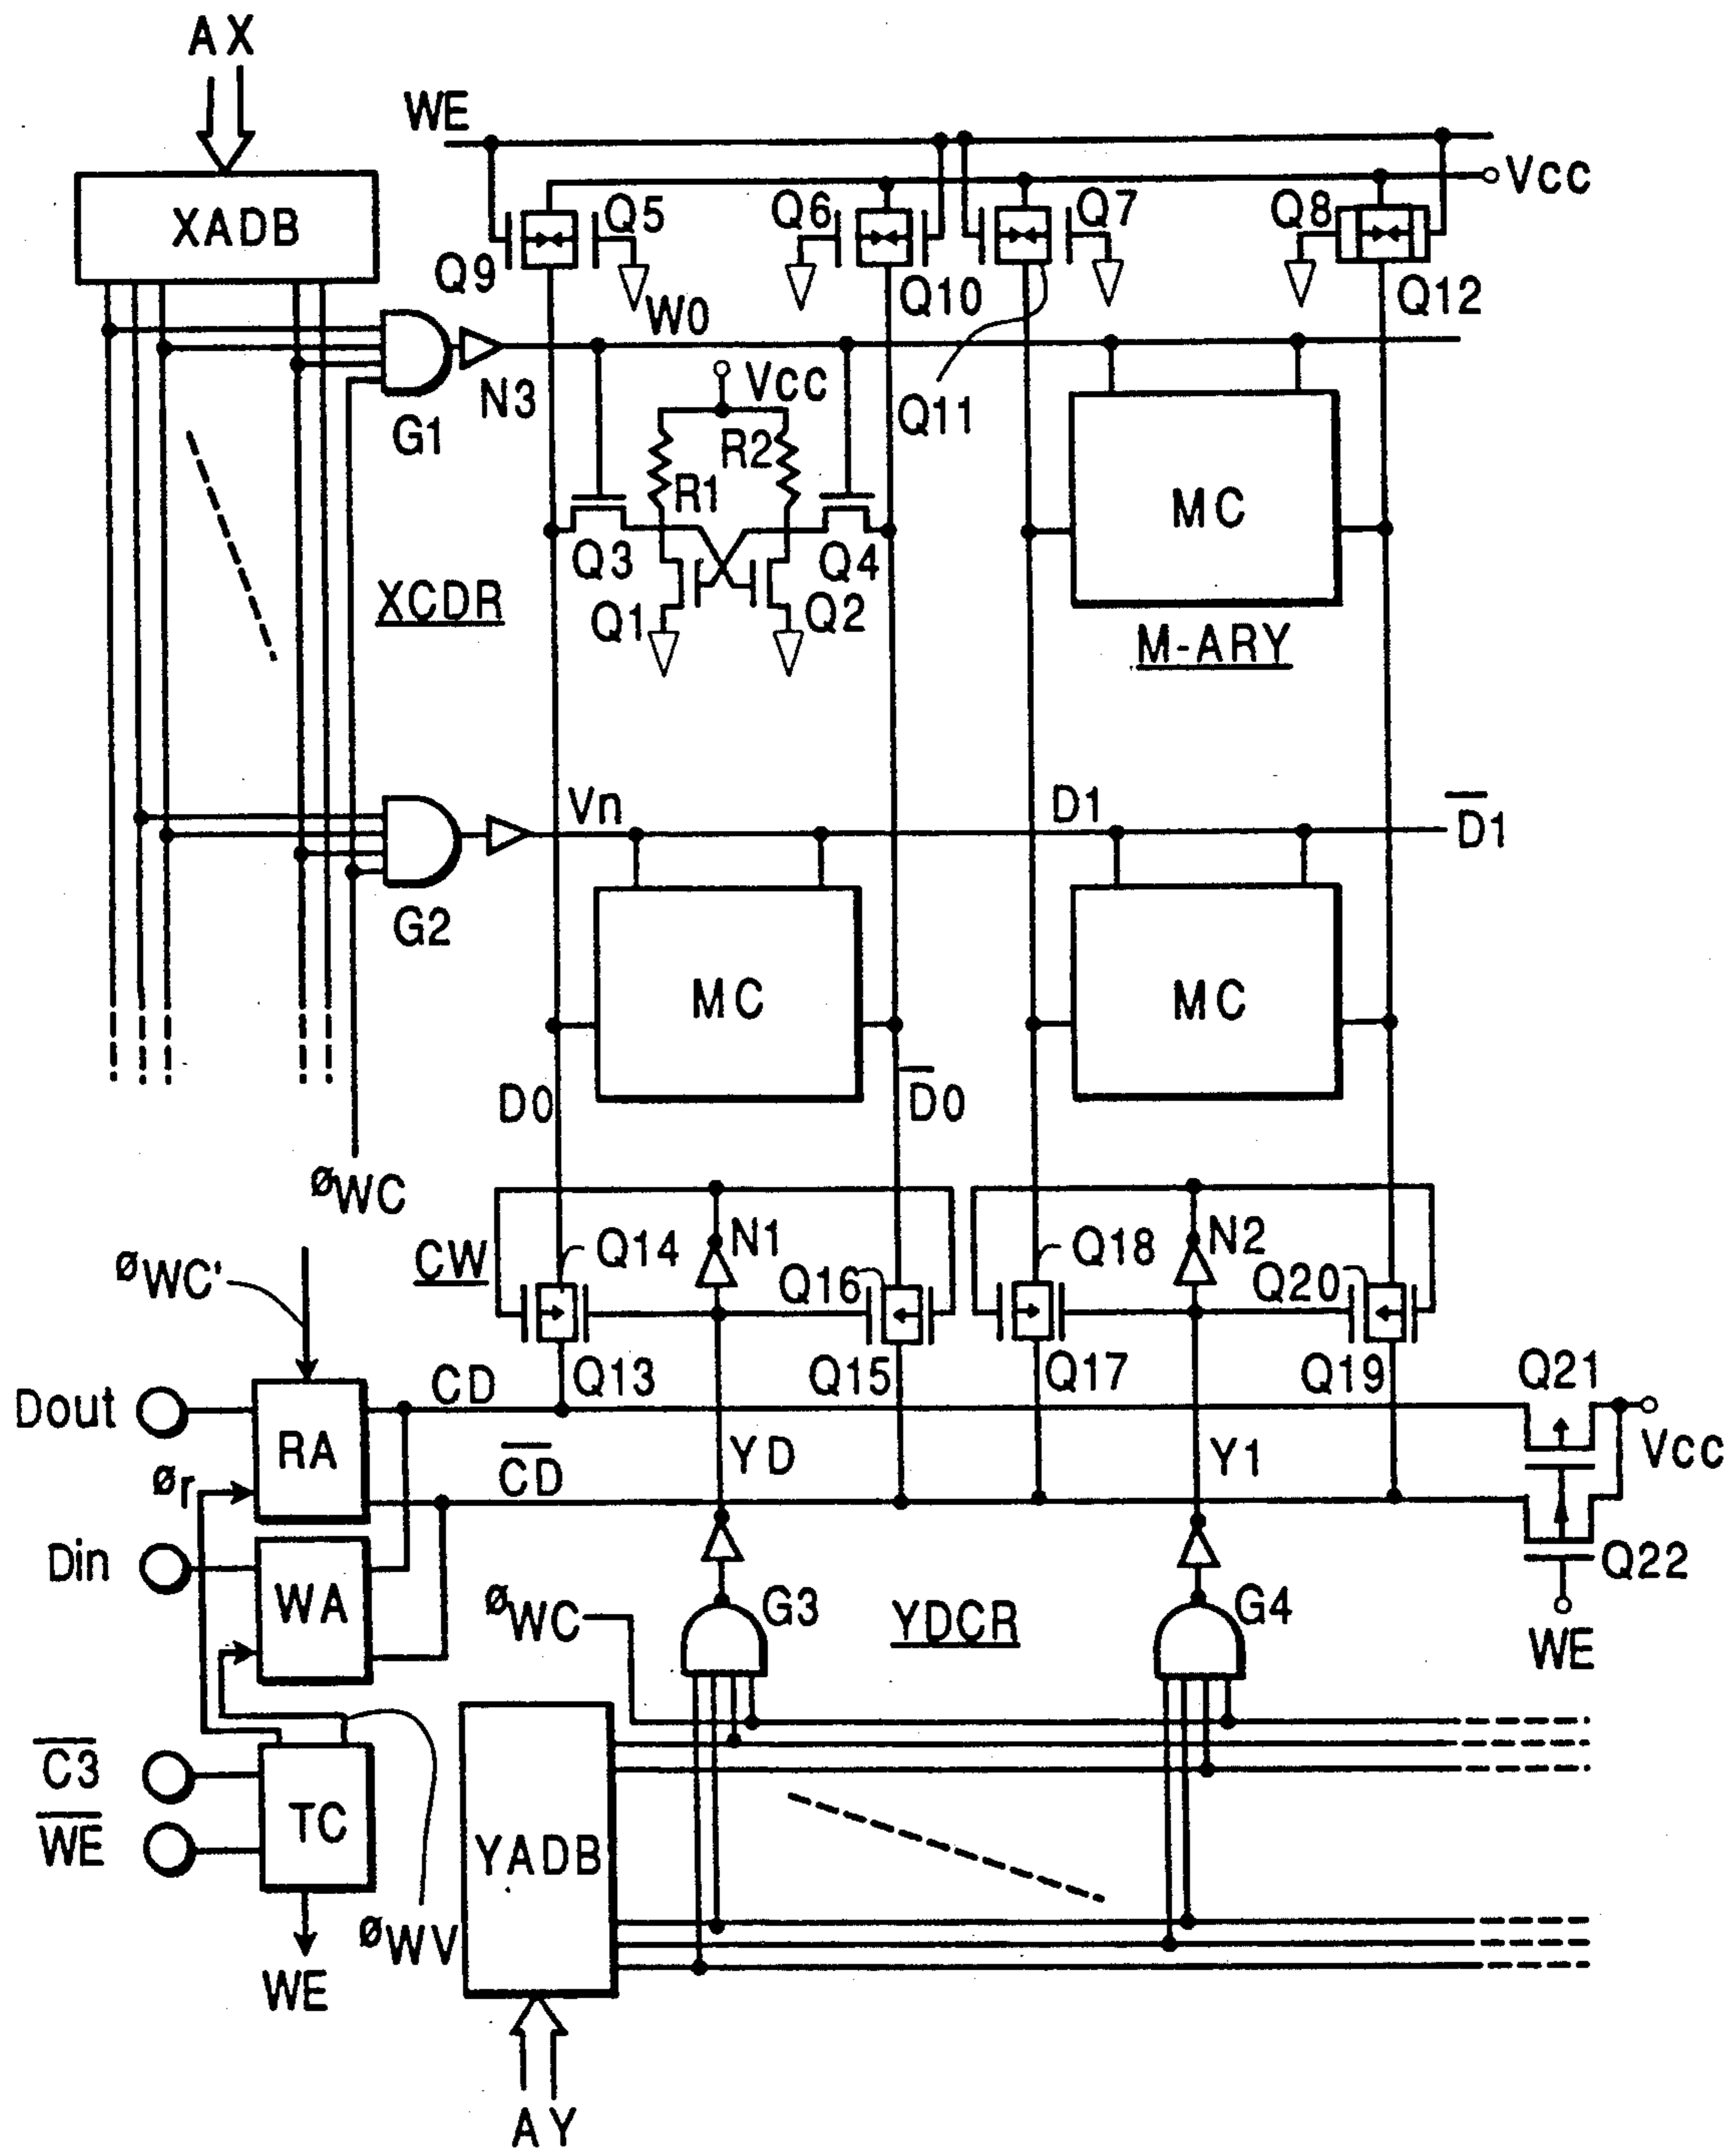 AX
WE
Vcc
XADB
Q5
Q6
Q7
Q8
Q9
Q10
Q12
W0
N3
Vcc
Q11
G1
R1
R2
MC
Q3
Q4
XCDR
Q1
Q2
M-ARY
Vn
D1
D̅1
G2
MC
MC
D0
D̅0
øWC
øWC'
CW
Q14
N1
Q16
Q18
N2
Q20
Q13
Q15
Q17
Q19
Q21
Dout
CD
RA
C̅D̅
YD
Y1
Vcc
ør
Din
WA
Q22
øWC
G3
YDCR
G4
WE
C̅3̅
TC
W̅E̅
YADB
øWV
WE
AY